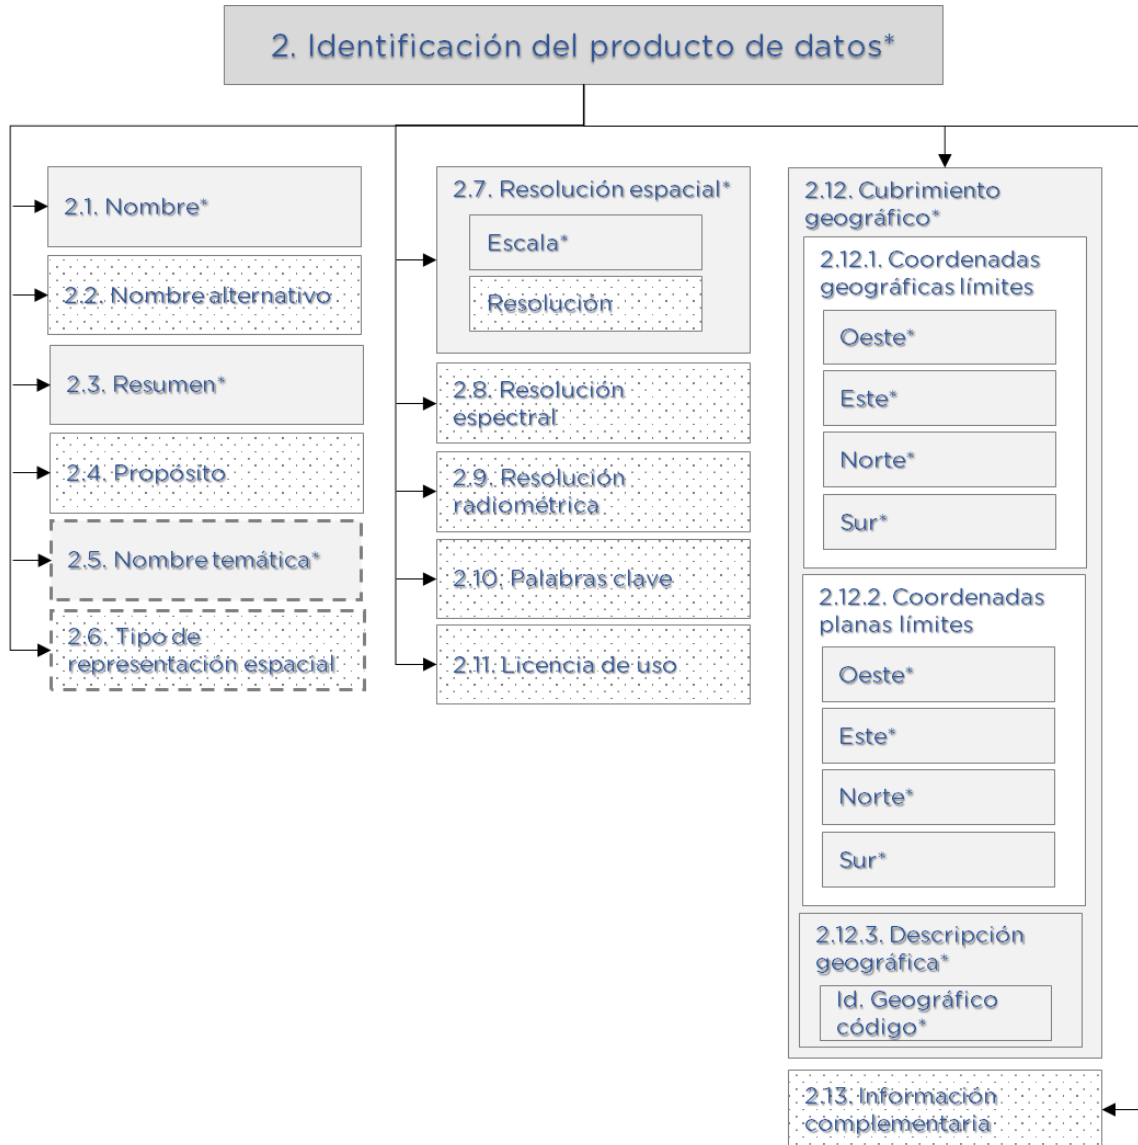 2. Identificación del producto de datos*
2.1. Nombre*
2.2. Nombre alternativo
2.3. Resumen*
2.4. Propósito
2.5. Nombre temática*
2.6. Tipo de
representación espacial
2.7. Resolución espacial*
Escala*
Resolución
2.8. Resolución
espectral
2.9. Resolución
radiométrica
2.10. Palabras clave
2.11. Licencia de uso
2.12. Cubrimiento
geográfico*
2.12.1. Coordenadas
geográficas límites
Oeste*
Este*
Norte*
Sur*
2.12.2. Coordenadas
planas límites
Oeste*
Este*
Norte*
Sur*
2.12.3. Descripción
geográfica*
Id. Geográfico
código*
2.13. Información
complementaria